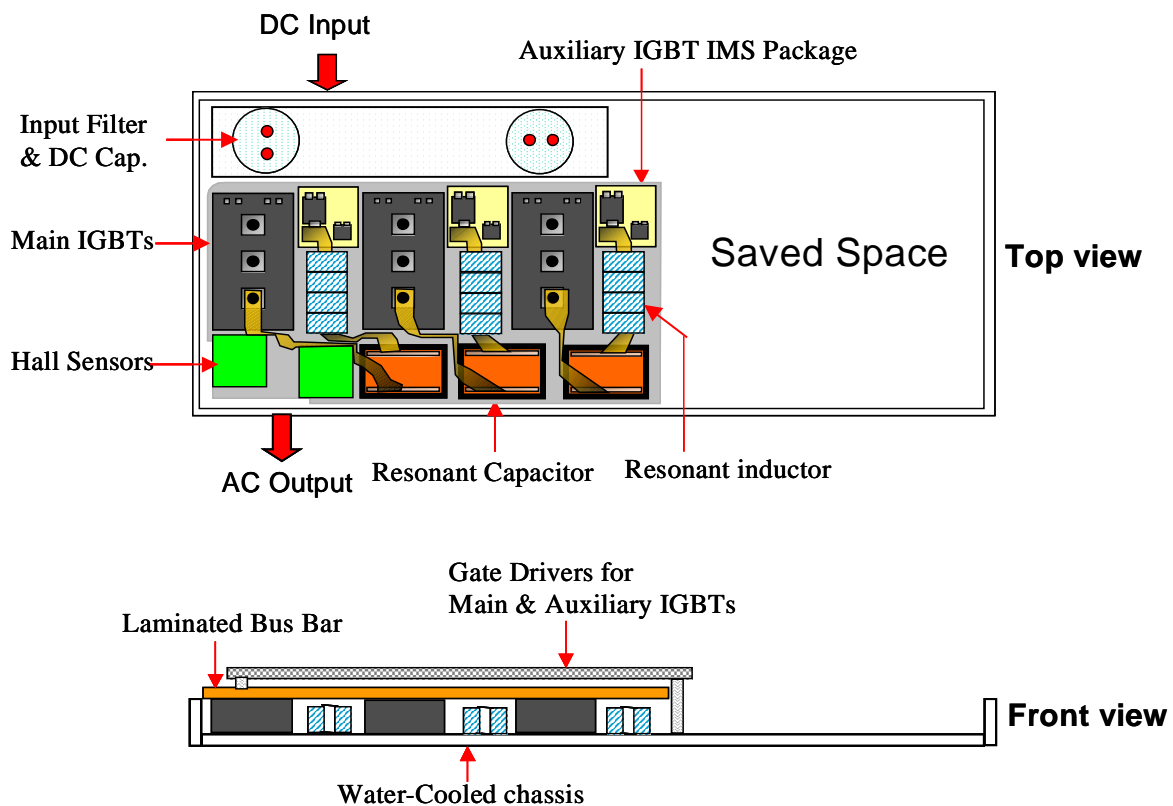 DC Input
Auxiliary IGBT IMS Package
Input Filter
& DC Cap.
Main IGBTs
Saved Space
Top view
Hall Sensors
Resonant Capacitor
Resonant inductor
AC Output
Gate Drivers for
Main & Auxiliary IGBTs
Laminated Bus Bar
Front view
Water-Cooled chassis